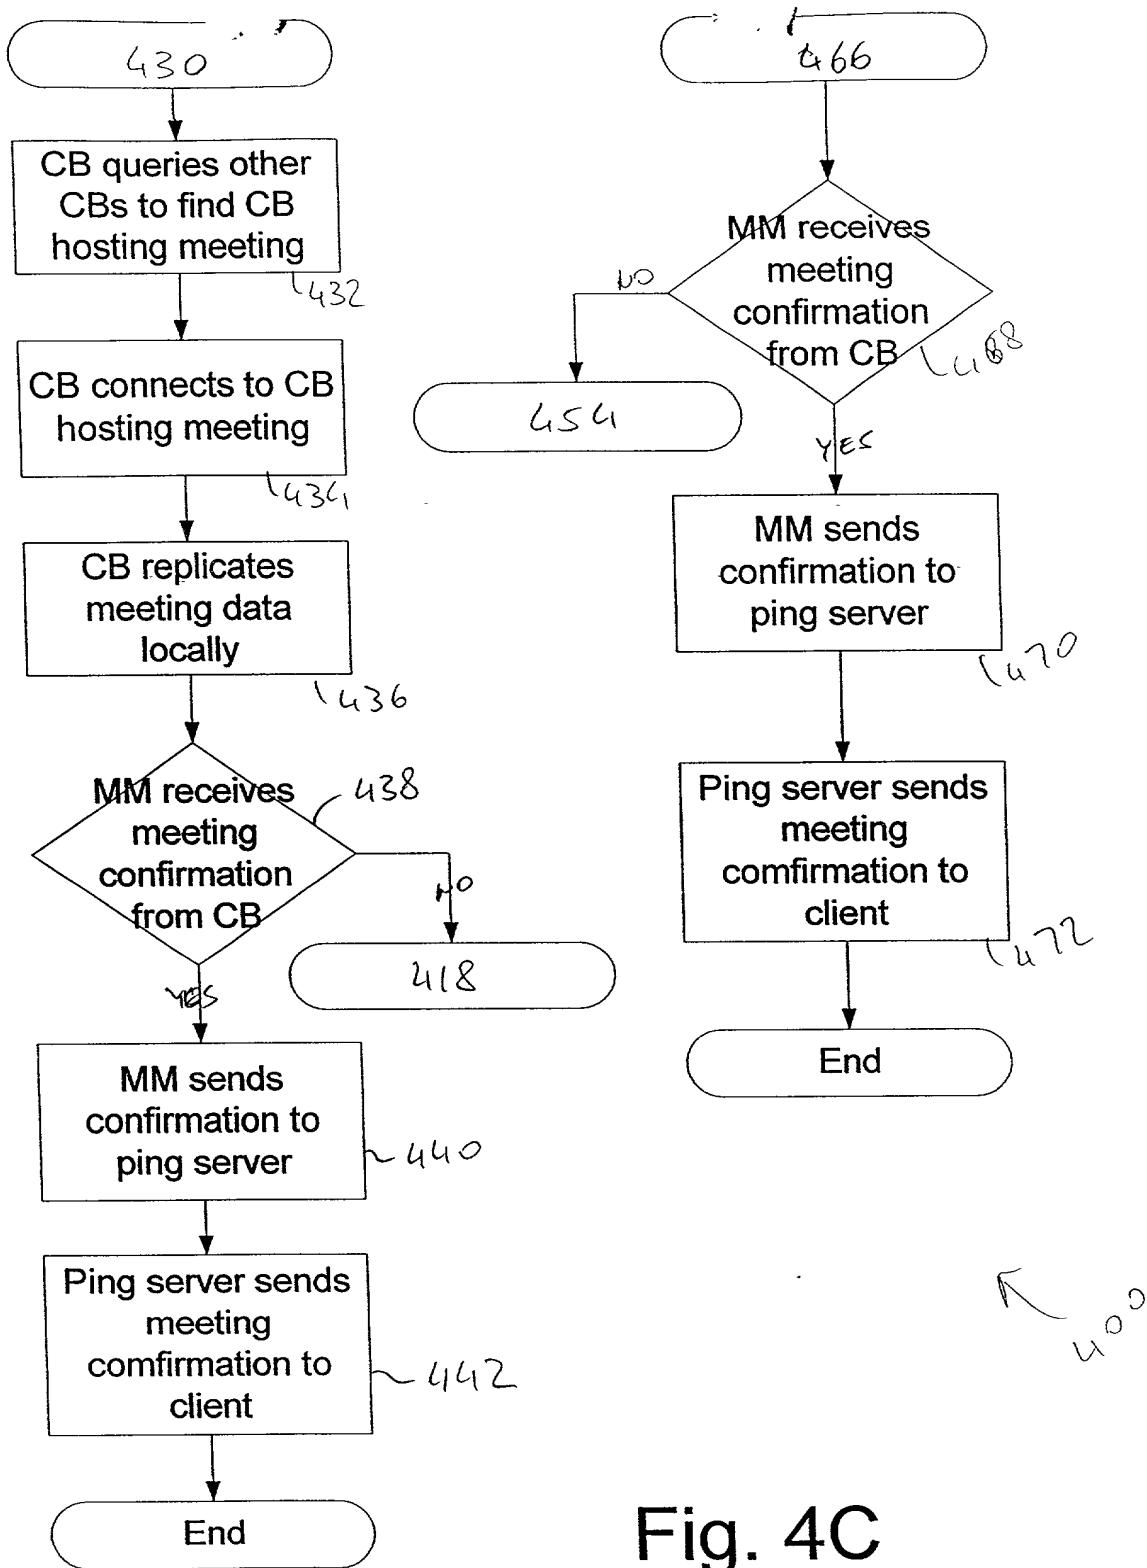 430
CB queries other
CBs to find CB
hosting meeting
432
CB connects to CB
hosting meeting
434
CB replicates
meeting data
locally
436
MM receives
meeting
confirmation
from CB
438
NO
418
YES
MM sends
confirmation to
ping server
440
Ping server sends
meeting
comfirmation to
client
442
End
466
MM receives
meeting
confirmation
from CB
468
NO
454
YES
MM sends
confirmation to
ping server
470
Ping server sends
meeting
comfirmation to
client
472
End
400
Fig. 4C